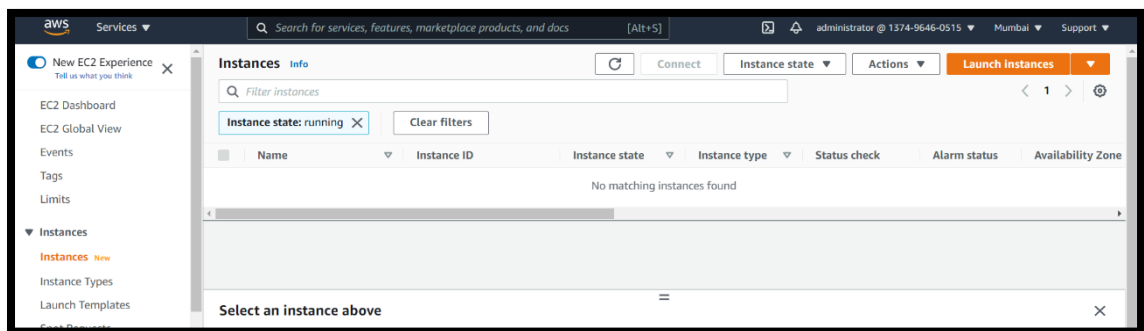 aws Services ▼ Search for services, features, marketplace products, and docs [Alt+S] administrator @ 1374-9646-0515 ▼ Mumbai ▼ Support ▼
New EC2 Experience
Tell us what you think
EC2 Dashboard
EC2 Global View
Events
Tags
Limits
Instances
Instances New
Instance Types
Launch Templates
Spot Requests
Instances Info Connect Instance state ▼ Actions ▼ Launch instances ▼
Filter instances 1
Instance state: running Clear filters
Name Instance ID Instance state Instance type Status check Alarm status Availability Zone
No matching instances found
Select an instance above